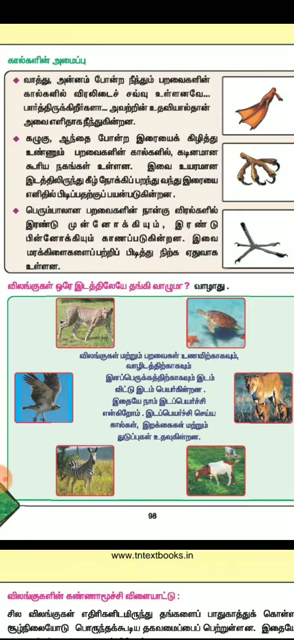 கால்களின் அமைப்பு
வாத்து, அன்னம் போன்ற நீந்தும் பறவைகளின்
கால்களில் விரலிடைச் சவ்வு உள்ளனவே...
பார்த்திருக்கிறீர்களா... அவற்றின் உதவியால்தான்
அவை எளிதாக நீந்துகின்றன.
கழுகு, ஆந்தை போன்ற இரையைக் கிழித்து
உண்ணும் பறவைகளின் கால்களில், கடினமான
கூரிய நகங்கள் உள்ளன. இவை உயரமான
இடத்திலிருந்து கீழ் நோக்கிப் பறந்து வந்து இரையை
எளிதில் பிடிப்பதற்குப் பயன்படுகின்றன.
பெரும்பாலான பறவைகளின் நான்கு விரல்களில்
இரண்டு முன்னோக்கியும், இரண்டு
பின்னோக்கியும் காணப்படுகின்றன. இவை
மரக்கிளைகளைப்பற்றிப் பிடித்து நிற்க ஏதுவாக
உள்ளன.
விலங்குகள் ஒரே இடத்திலேயே தங்கி வாழுமா? வாழாது.
விலங்குகள் மற்றும் பறவைகள் உணவிற்காகவும்,
வாழிடத்திற்காகவும்
இனப்பெருக்கத்திற்காகவும் இடம்
விட்டு இடம் பெயர்கின்றன.
இதையே நாம் இடப்பெயர்ச்சி
என்கிறோம். இடப்பெயர்ச்சி செய்ய
கால்கள், இறக்கைகள் மற்றும்
துடுப்புகள் உதவுகின்றன.
98
www.tntextbooks.in
விலங்குகளின் கண்ணாமூச்சி விளையாட்டு:
சில விலங்குகள் எதிரிகளிடமிருந்து தங்களைப் பாதுகாத்துக் கொள்ள
சூழ்நிலையோடு பொருந்தக்கூடிய தகவமைப்பைப் பெற்றுள்ளன. இதையே